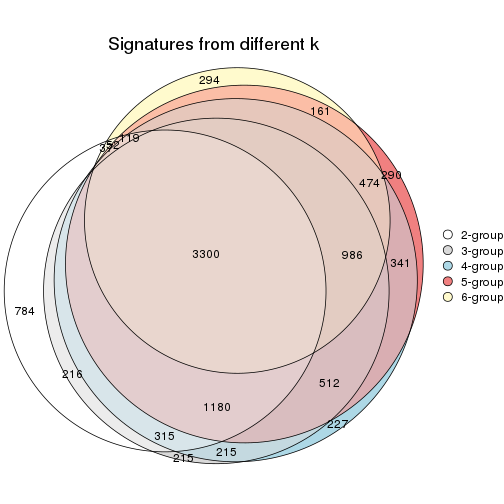 Signatures from different k
294
161
119
52
290
474
986
341
3300
784
216
512
1180
227
315
215
215
2-group
3-group
4-group
5-group
6-group